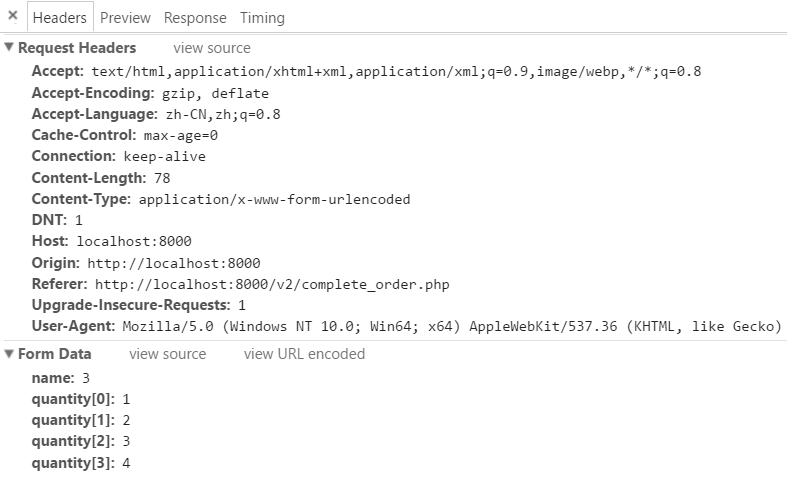 × Headers Preview Response Timing
▼ Request Headers view source
Accept: text/html,application/xhtml+xml,application/xml;q=0.9,image/webp,*/*;q=0.8
Accept-Encoding: gzip, deflate
Accept-Language: zh-CN,zh;q=0.8
Cache-Control: max-age=0
Connection: keep-alive
Content-Length: 78
Content-Type: application/x-www-form-urlencoded
DNT: 1
Host: localhost:8000
Origin: http://localhost:8000
Referer: http://localhost:8000/v2/complete_order.php
Upgrade-Insecure-Requests: 1
User-Agent: Mozilla/5.0 (Windows NT 10.0; Win64; x64) AppleWebKit/537.36 (KHTML, like Gecko)
▼ Form Data view source view URL encoded
name: 3
quantity[0]: 1
quantity[1]: 2
quantity[2]: 3
quantity[3]: 4